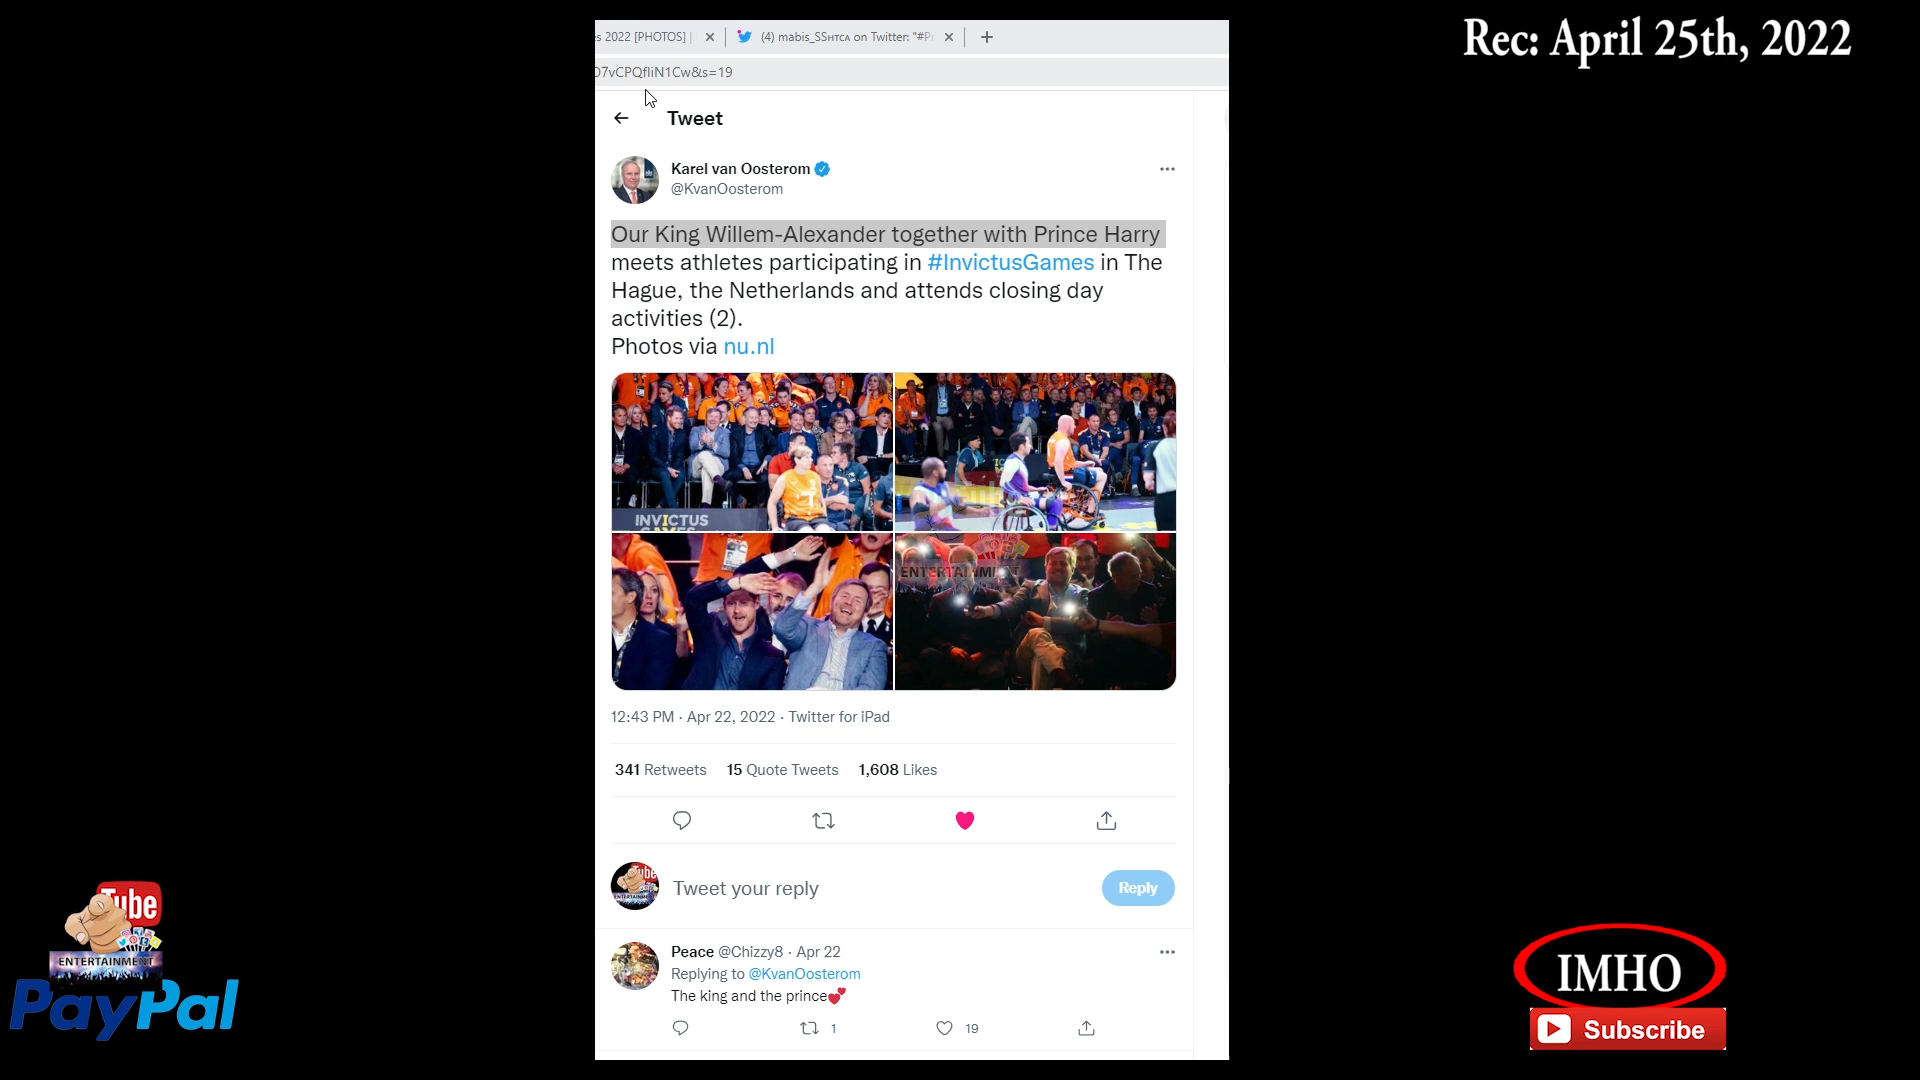 Rec: April 25th, 2022
s 2022 [PHOTOS] |
(4) mabis_SSHTCA on Twitter: "#P
D7vCPQfliN1Cw&s=19
Tweet
Karel van Oosterom
@KvanOosterom
Our King Willem-Alexander together with Prince Harry
meets athletes participating in #InvictusGames in The
Hague, the Netherlands and attends closing day
activities (2).
Photos via nu.nl
INVICTUS
GAMES
ENTERTAINMENT
12:43 PM · Apr 22, 2022 · Twitter for iPad
341 Retweets 15 Quote Tweets 1,608 Likes
Tweet your reply
Reply
Peace @Chizzy8 · Apr 22
Replying to @KvanOosterom
The king and the prince💕
1 19
Tube
ENTERTAINMENT
PayPal
IMHO
Subscribe